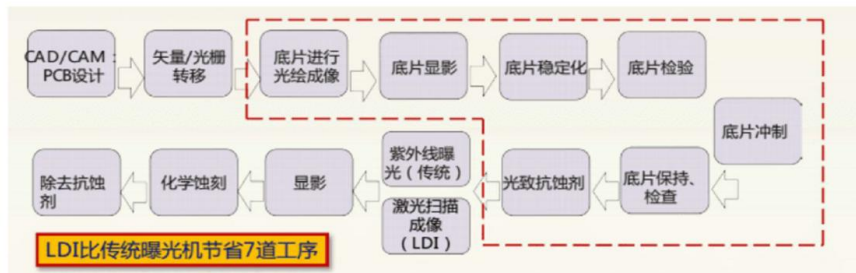 CAD/CAM：
PCB设计
矢量/光栅
转移
底片进行
光绘成像
底片显影
底片稳定化
底片检验
底片冲制
底片保持、
检查
光致抗蚀剂
紫外线曝
光（传统）
激光扫描
成像
（LDI）
显影
化学蚀刻
除去抗蚀
剂
LDI比传统曝光机节省7道工序